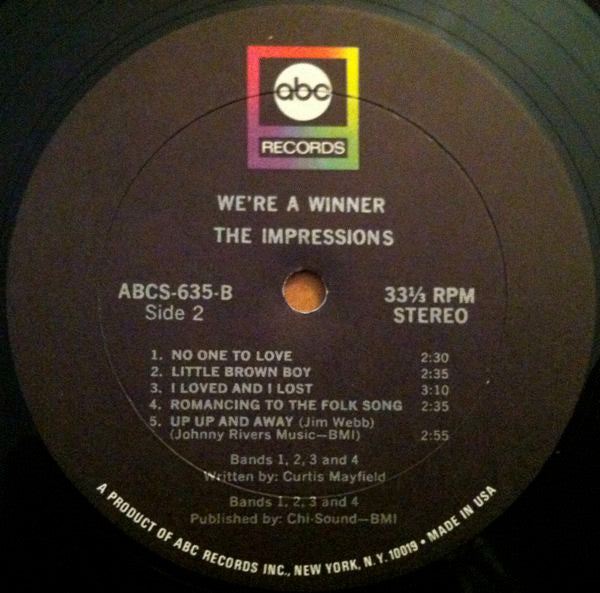 abc
RECORDS
WE'RE A WINNER
THE IMPRESSIONS
ABCS-635-B
Side 2
33⅓ RPM
STEREO
1. NO ONE TO LOVE 2:30
2. LITTLE BROWN BOY 2:35
3. I LOVED AND I LOST 3:10
4. ROMANCING TO THE FOLK SONG 2:35
5. UP UP AND AWAY (Jim Webb)
(Johnny Rivers Music—BMI) 2:55
Bands 1, 2, 3 and 4
Written by: Curtis Mayfield
Bands 1, 2, 3 and 4
Published by: Chi-Sound—BMI
A PRODUCT OF ABC RECORDS INC., NEW YORK, N.Y. 10019 • MADE IN USA